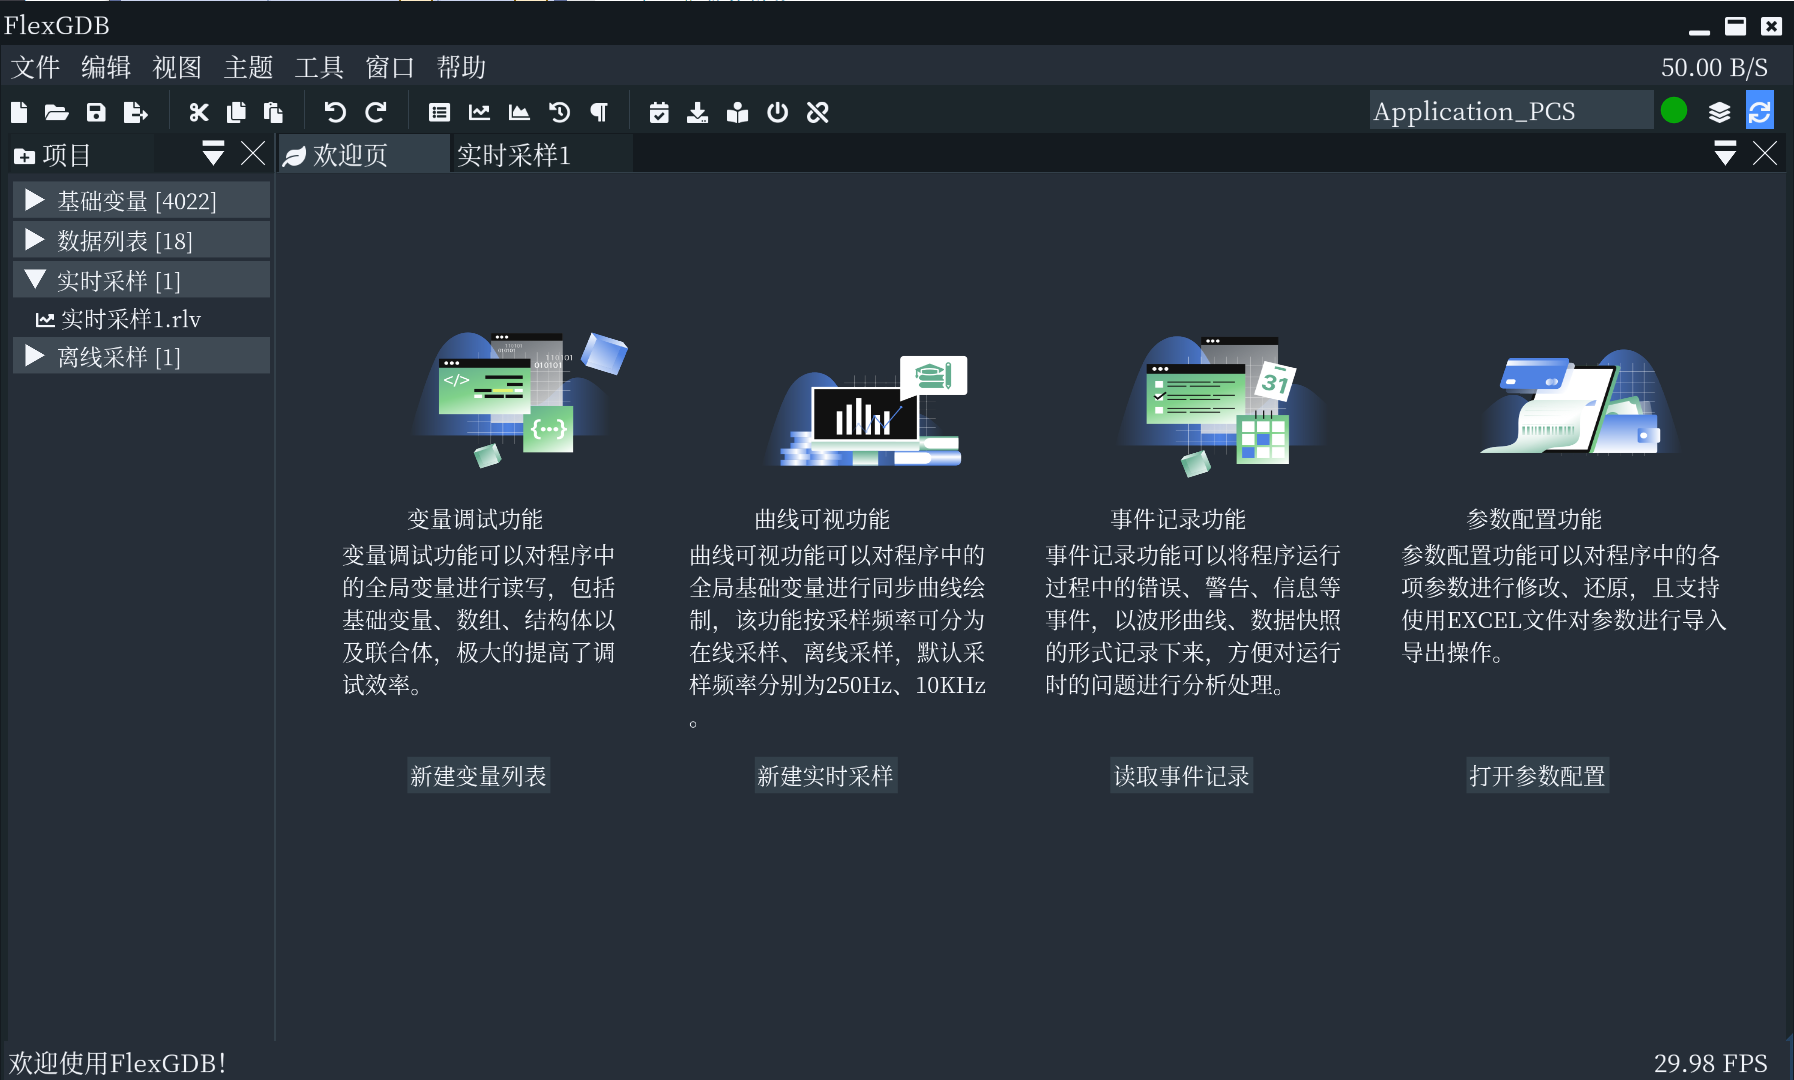 FlexGDB
文件 编辑 视图 主题 工具 窗口 帮助
50.00 B/S
Application_PCS
项目
欢迎页
实时采样1
基础变量 [4022]
数据列表 [18]
实时采样 [1]
实时采样1.rlv
离线采样 [1]
110101
010101
110101
010101
</>
{···}
变量调试功能
变量调试功能可以对程序中
的全局变量进行读写，包括
基础变量、数组、结构体以
及联合体，极大的提高了调
试效率。
新建变量列表
曲线可视功能
曲线可视功能可以对程序中的
全局基础变量进行同步曲线绘
制，该功能按采样频率可分为
在线采样、离线采样，默认采
样频率分别为250Hz、10KHz
。
新建实时采样
31
事件记录功能
事件记录功能可以将程序运行
过程中的错误、警告、信息等
事件，以波形曲线、数据快照
的形式记录下来，方便对运行
时的问题进行分析处理。
读取事件记录
参数配置功能
参数配置功能可以对程序中的各
项参数进行修改、还原，且支持
使用EXCEL文件对参数进行导入
导出操作。
打开参数配置
欢迎使用FlexGDB！
29.98 FPS